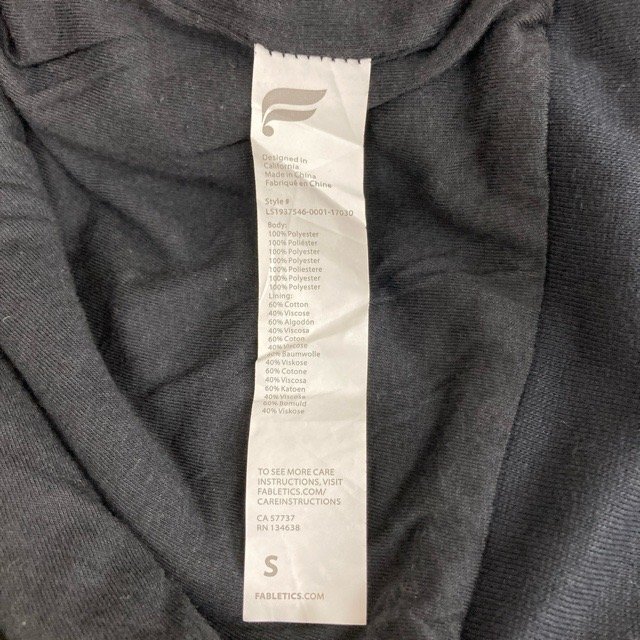 Designed in
California
Made in China
Fabriqué en Chine
Style #
LS1937546-0001-17030
Body:
100% Polyester
100% Poliéster
100% Polyester
100% Polyester
100% Poliestere
100% Polyester
100% Polyester
Lining:
60% Cotton
40% Viscose
60% Algodón
40% Viscosa
60% Coton
40% Viscose
60% Baumwolle
40% Viskose
60% Cotone
40% Viscosa
60% Katoen
40% Viscose
60% Bomuld
40% Viskose
TO SEE MORE CARE
INSTRUCTIONS, VISIT
FABLETICS.COM/
CAREINSTRUCTIONS
CA 57737
RN 134638
S
FABLETICS.COM